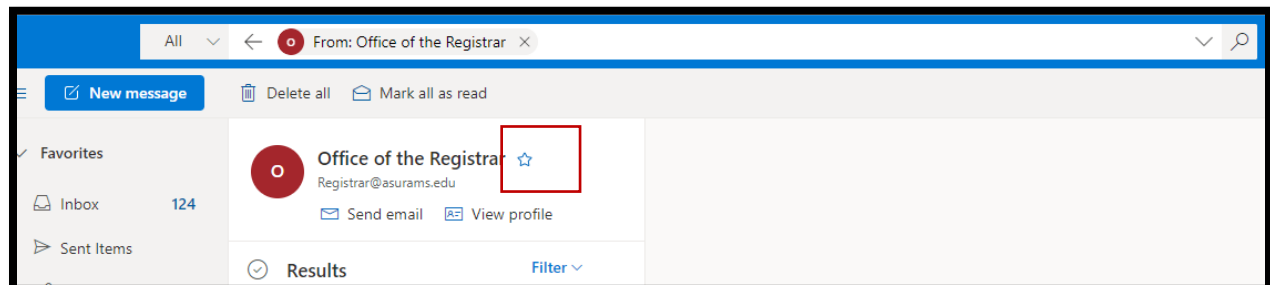 All From: Office of the Registrar
New message Delete all Mark all as read
Favorites
Inbox 124
Sent Items
O Office of the Registrar
Registrar@asurams.edu
Send email View profile
Results Filter